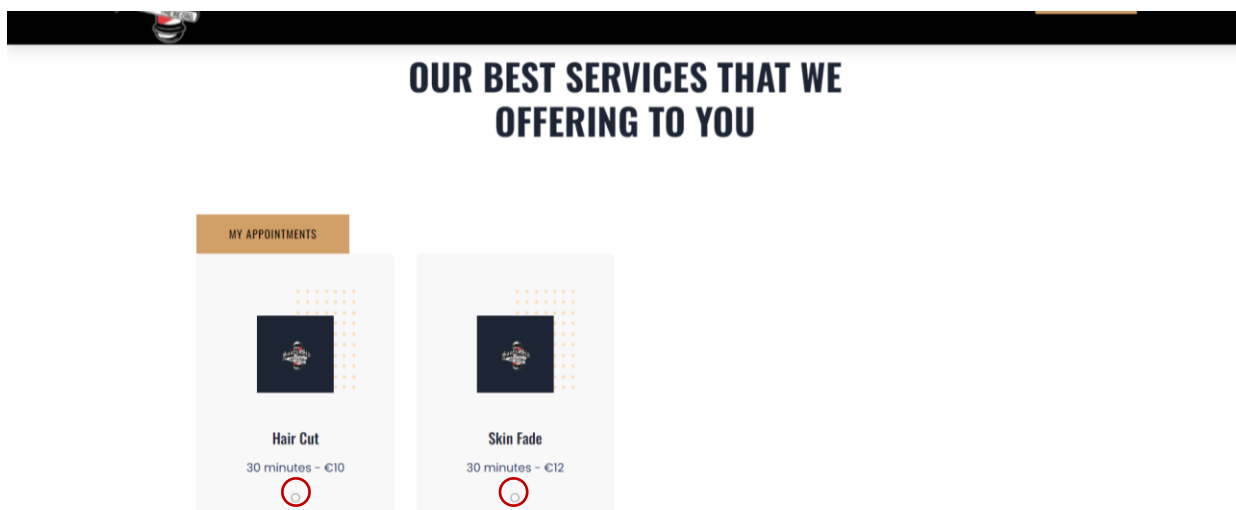 OUR BEST SERVICES THAT WE
OFFERING TO YOU
MY APPOINTMENTS
Hair Cut
30 minutes - €10
Skin Fade
30 minutes - €12